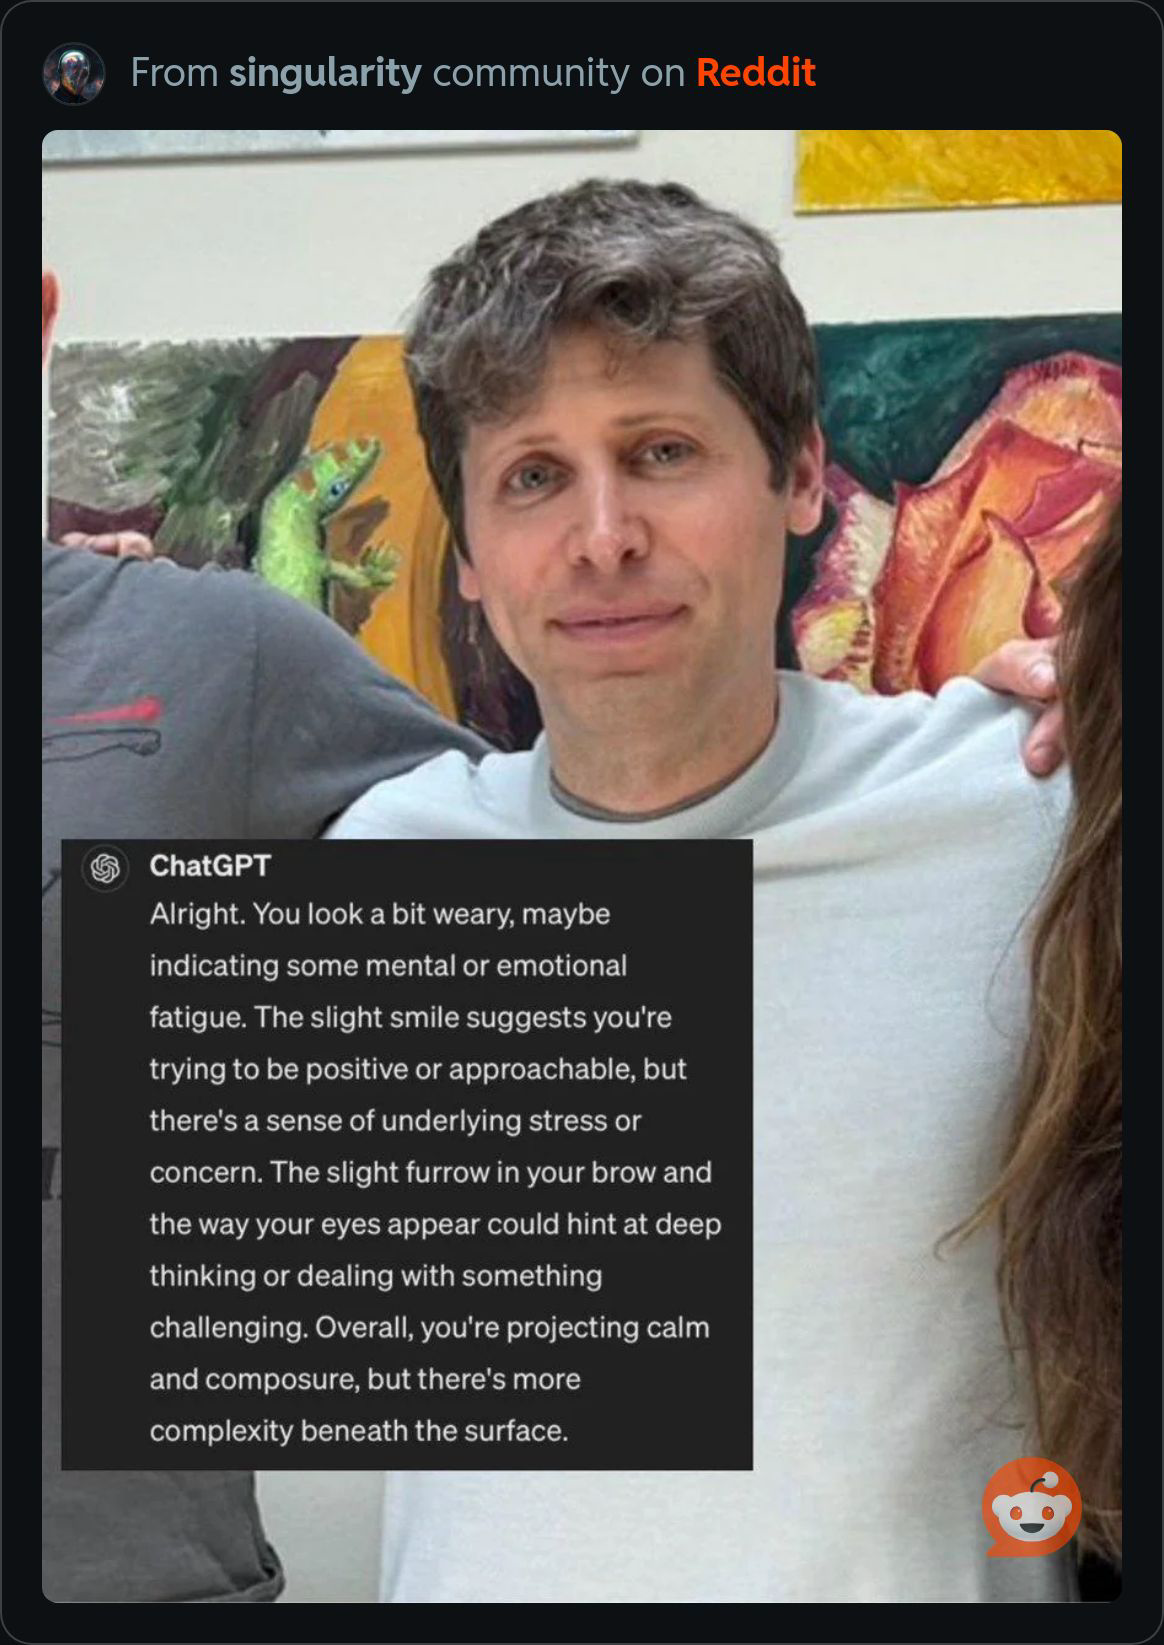 From singularity community on Reddit
ChatGPT
Alright. You look a bit weary, maybe
indicating some mental or emotional
fatigue. The slight smile suggests you're
trying to be positive or approachable, but
there's a sense of underlying stress or
concern. The slight furrow in your brow and
the way your eyes appear could hint at deep
thinking or dealing with something
challenging. Overall, you're projecting calm
and composure, but there's more
complexity beneath the surface.